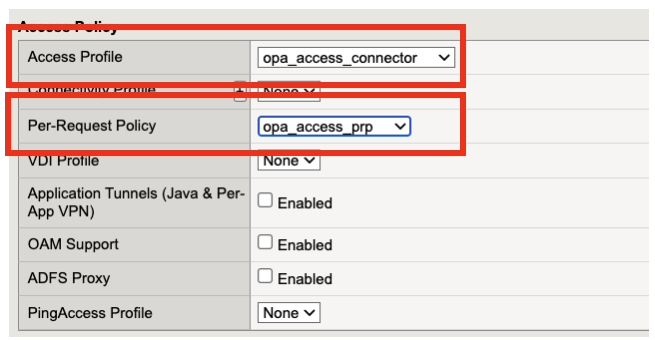 Access Policy
Access Profile opa_access_connector
Connectivity Profile + None
Per-Request Policy opa_access_prp
VDI Profile None
Application Tunnels (Java & Per-
App VPN) Enabled
OAM Support Enabled
ADFS Proxy Enabled
PingAccess Profile None